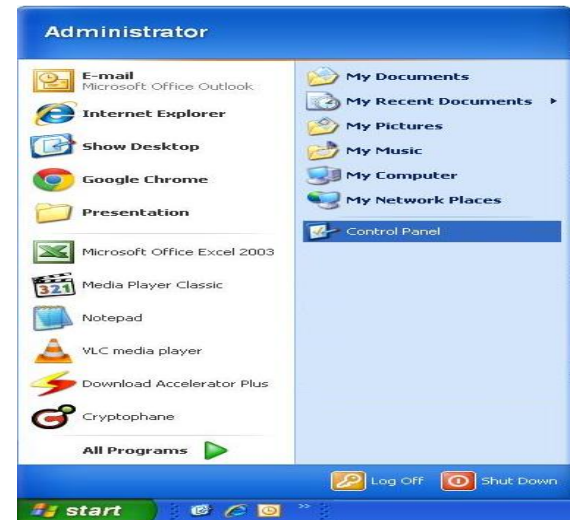 Administrator
E-mail
Microsoft Office Outlook
Internet Explorer
Show Desktop
Google Chrome
Presentation
Microsoft Office Excel 2003
321
Media Player Classic
Notepad
VLC media player
Download Accelerator Plus
Cryptophane
All Programs
My Documents
My Recent Documents
My Pictures
My Music
My Computer
My Network Places
Control Panel
Log Off
Shut Down
start